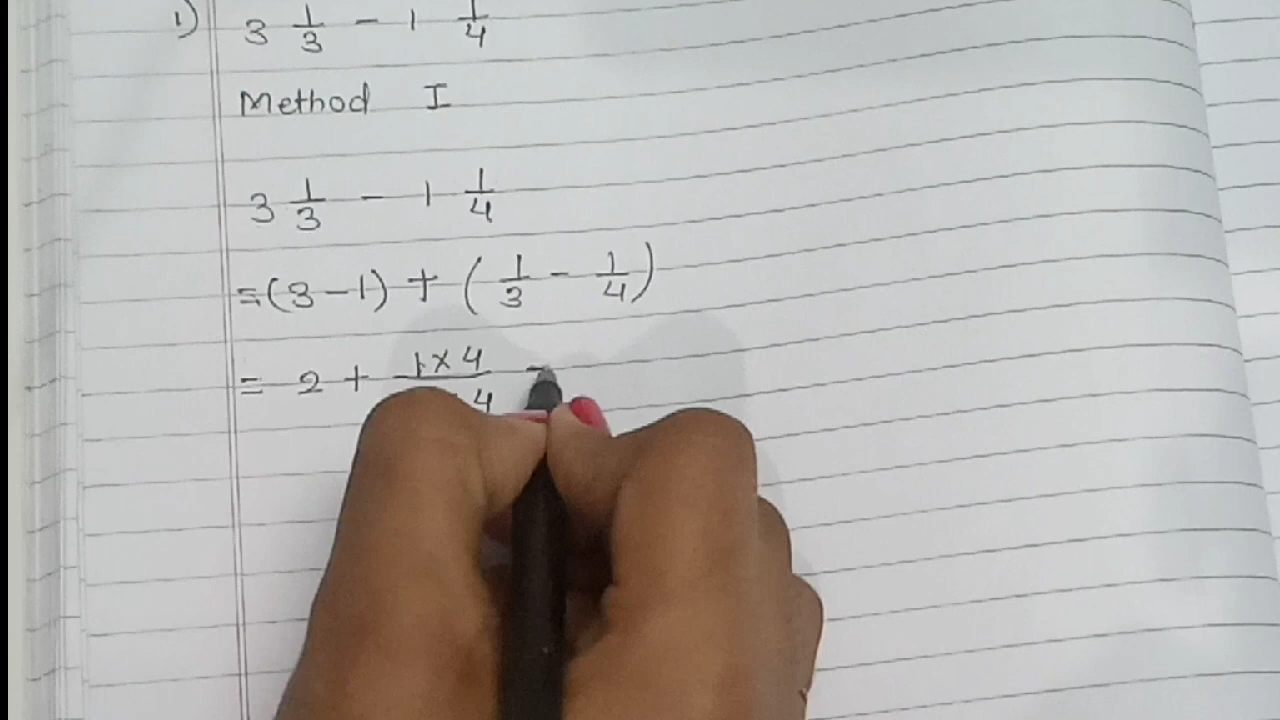 1) 3 1/3 - 1 1/4
Method I
3 1/3 - 1 1/4
= (3-1) + (1/3 - 1/4)
= 2 + 1×4/ 4 -